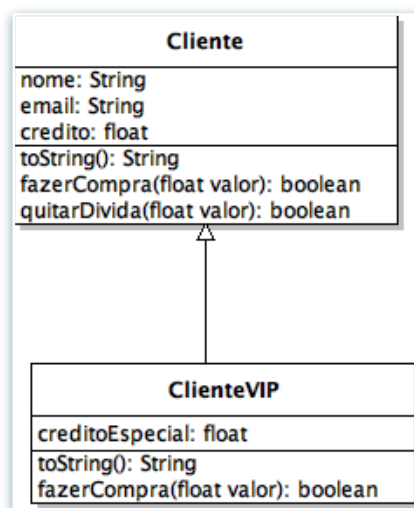 Cliente
nome: String
email: String
credito: float
toString(): String
fazerCompra(float valor): boolean
quitarDivida(float valor): boolean
ClienteVIP
creditoEspecial: float
toString(): String
fazerCompra(float valor): boolean